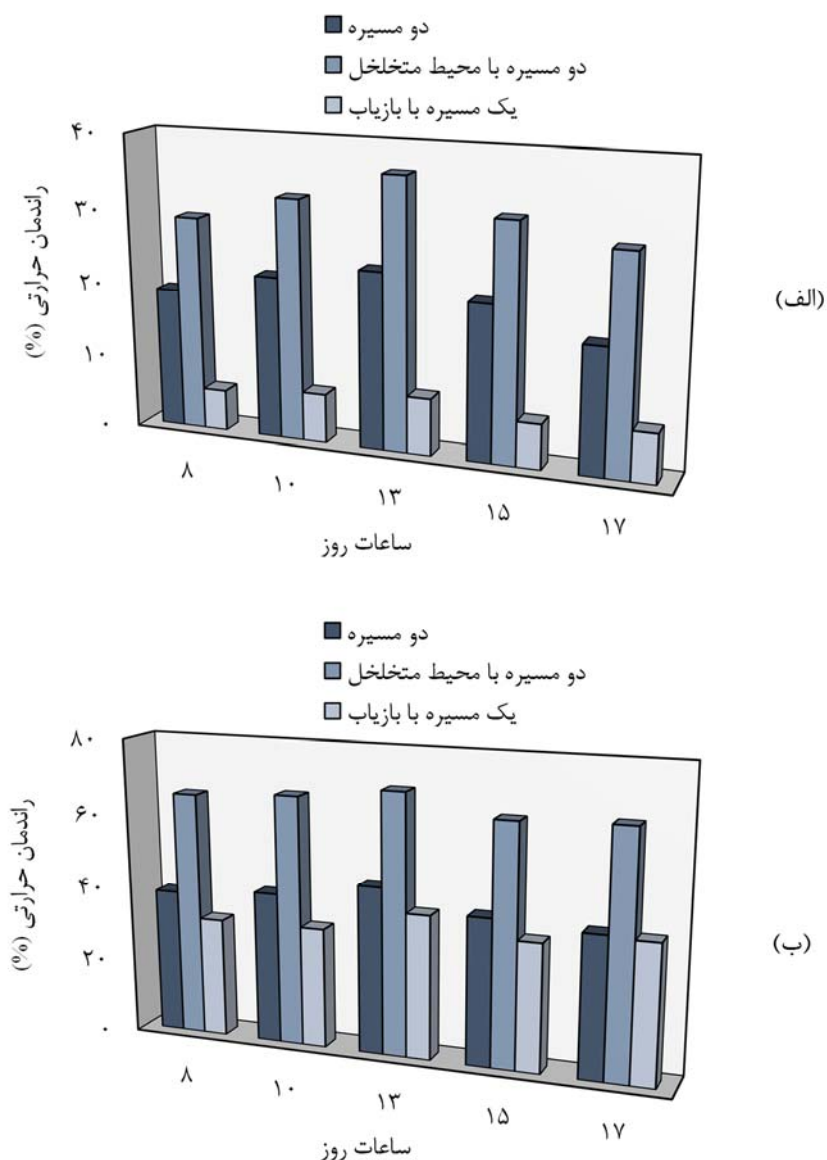 دو مسیره
دو مسیره با محیط متخلخل
یک مسیره با بازیاب
۴۰
۳۰
۲۰
۱۰
۰
راندمان حرارتی (%)
۸
۱۰
۱۳
۱۵
۱۷
ساعات روز
(الف)
دو مسیره
دو مسیره با محیط متخلخل
یک مسیره با بازیاب
۸۰
۶۰
۴۰
۲۰
۰
راندمان حرارتی (%)
۸
۱۰
۱۳
۱۵
۱۷
ساعات روز
(ب)